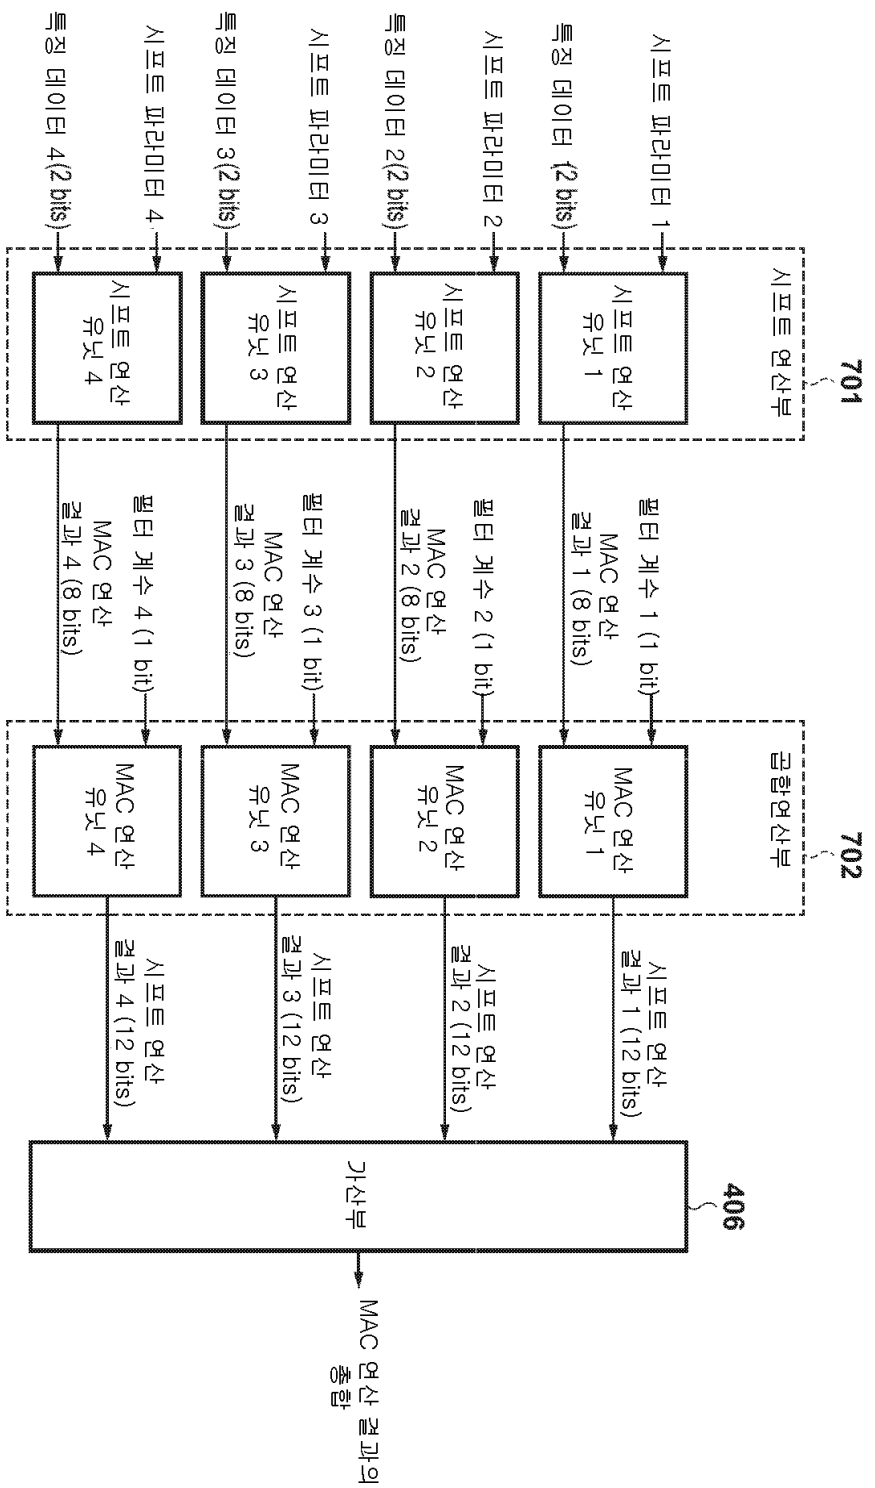 701
시프트 연산부
시프트 파라미터 1
특징 데이터 1(2 bits)
시프트 연산
유닛 1
시프트 파라미터 2
특징 데이터 2(2 bits)
시프트 연산
유닛 2
시프트 파라미터 3
특징 데이터 3(2 bits)
시프트 연산
유닛 3
시프트 파라미터 4
특징 데이터 4(2 bits)
시프트 연산
유닛 4
필터 계수 1 (1 bit)
MAC 연산
결과 1 (8 bits)
필터 계수 2 (1 bit)
MAC 연산
결과 2 (8 bits)
필터 계수 3 (1 bit)
MAC 연산
결과 3 (8 bits)
필터 계수 4 (1 bit)
MAC 연산
결과 4 (8 bits)
702
곱합연산부
MAC 연산
유닛 1
MAC 연산
유닛 2
MAC 연산
유닛 3
MAC 연산
유닛 4
시프트 연산
결과 1 (12 bits)
시프트 연산
결과 2 (12 bits)
시프트 연산
결과 3 (12 bits)
시프트 연산
결과 4 (12 bits)
406
가산부
MAC 연산 결과의
총합